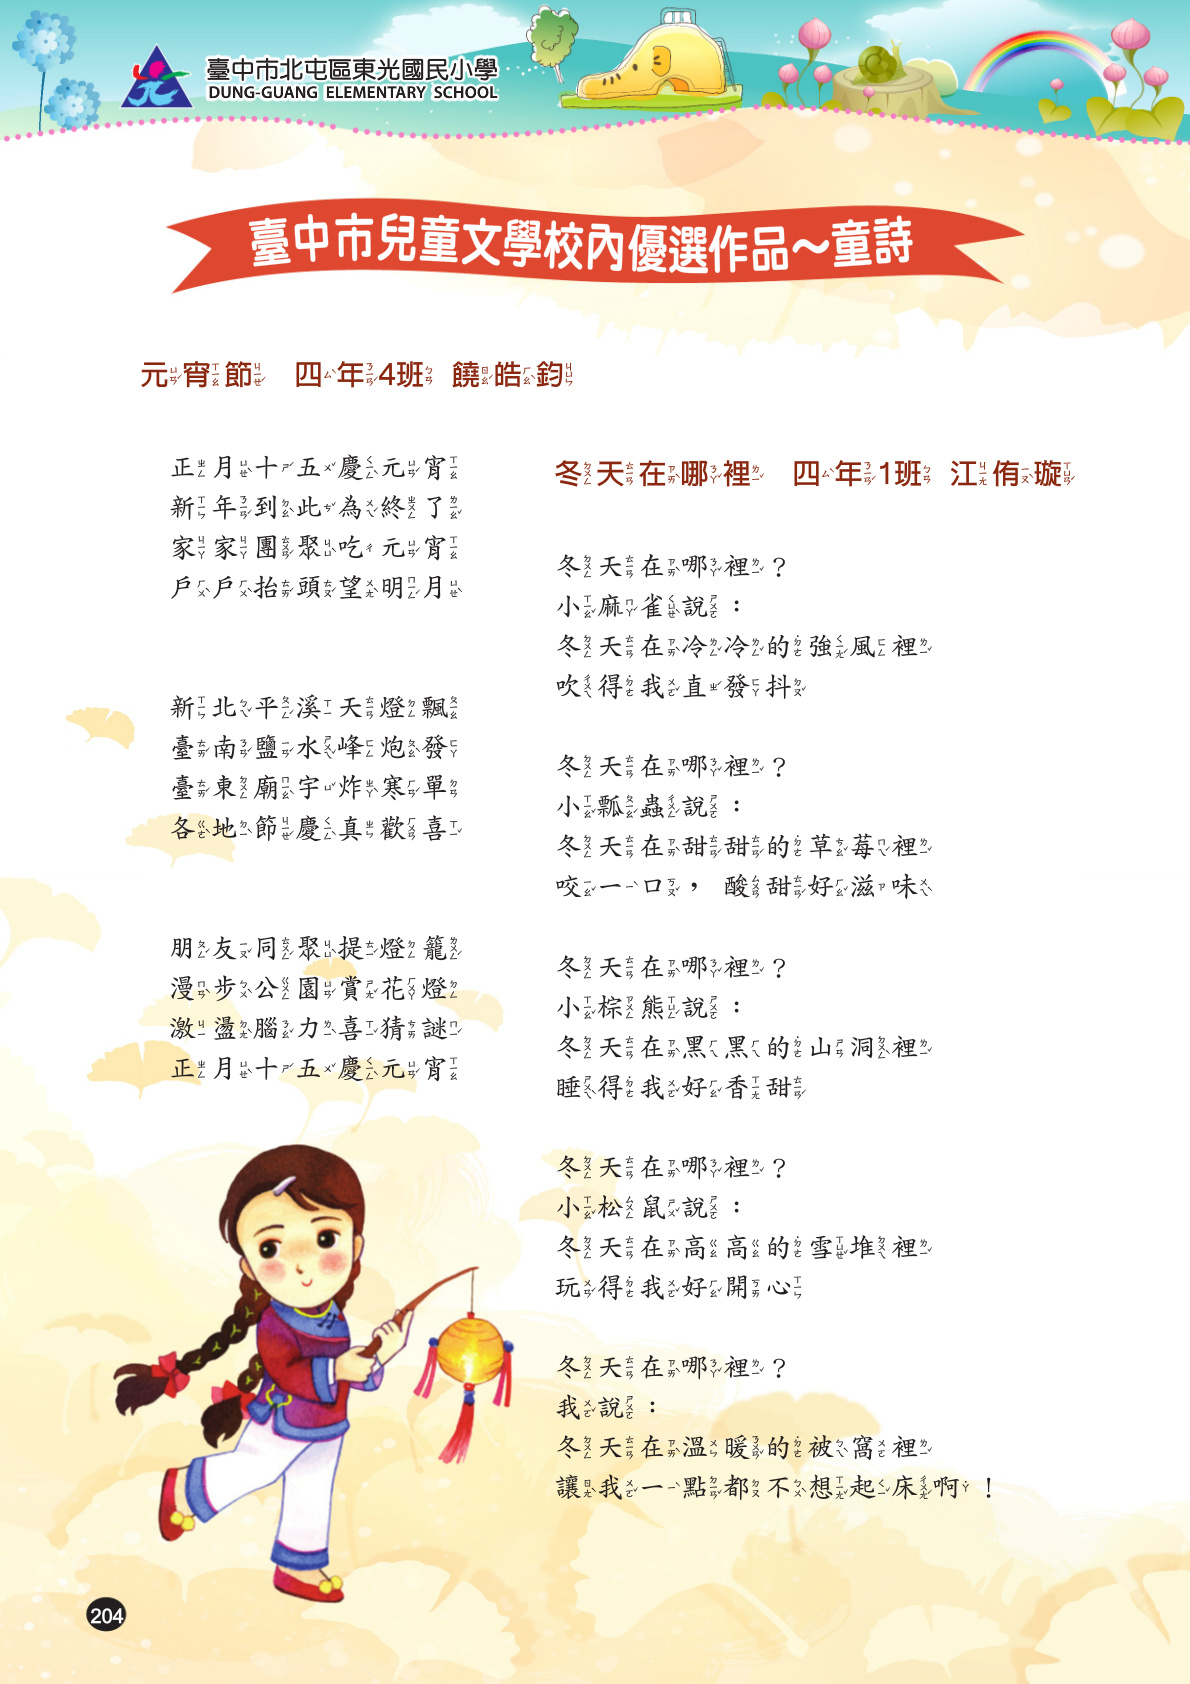 臺中市北屯區東光國民小學
DUNG-GUANG ELEMENTARY SCHOOL
臺中市兒童文學校內優選作品～童詩
元宵節 四年4班 饒皓鈞
正月十五慶元宵
新年到此為終了
家家團聚吃元宵
戶戶抬頭望明月
新北平溪天燈飄
臺南鹽水峰炮發
臺東廟宇炸寒單
各地節慶真歡喜
朋友同聚提燈籠
漫步公園賞花燈
激盪腦力喜猜謎
正月十五慶元宵
冬天在哪裡 四年1班 江侑璇
冬天在哪裡？
小麻雀說：
冬天在冷冷的強風裡
吹得我直發抖
冬天在哪裡？
小瓢蟲說：
冬天在甜甜的草莓裡
咬一口， 酸甜好滋味
冬天在哪裡？
小棕熊說：
冬天在黑黑的山洞裡
睡得我好香甜
冬天在哪裡？
小松鼠說：
冬天在高高的雪堆裡
玩得我好開心
冬天在哪裡？
我說：
冬天在溫暖的被窩裡
讓我一點都不想起床啊！
204